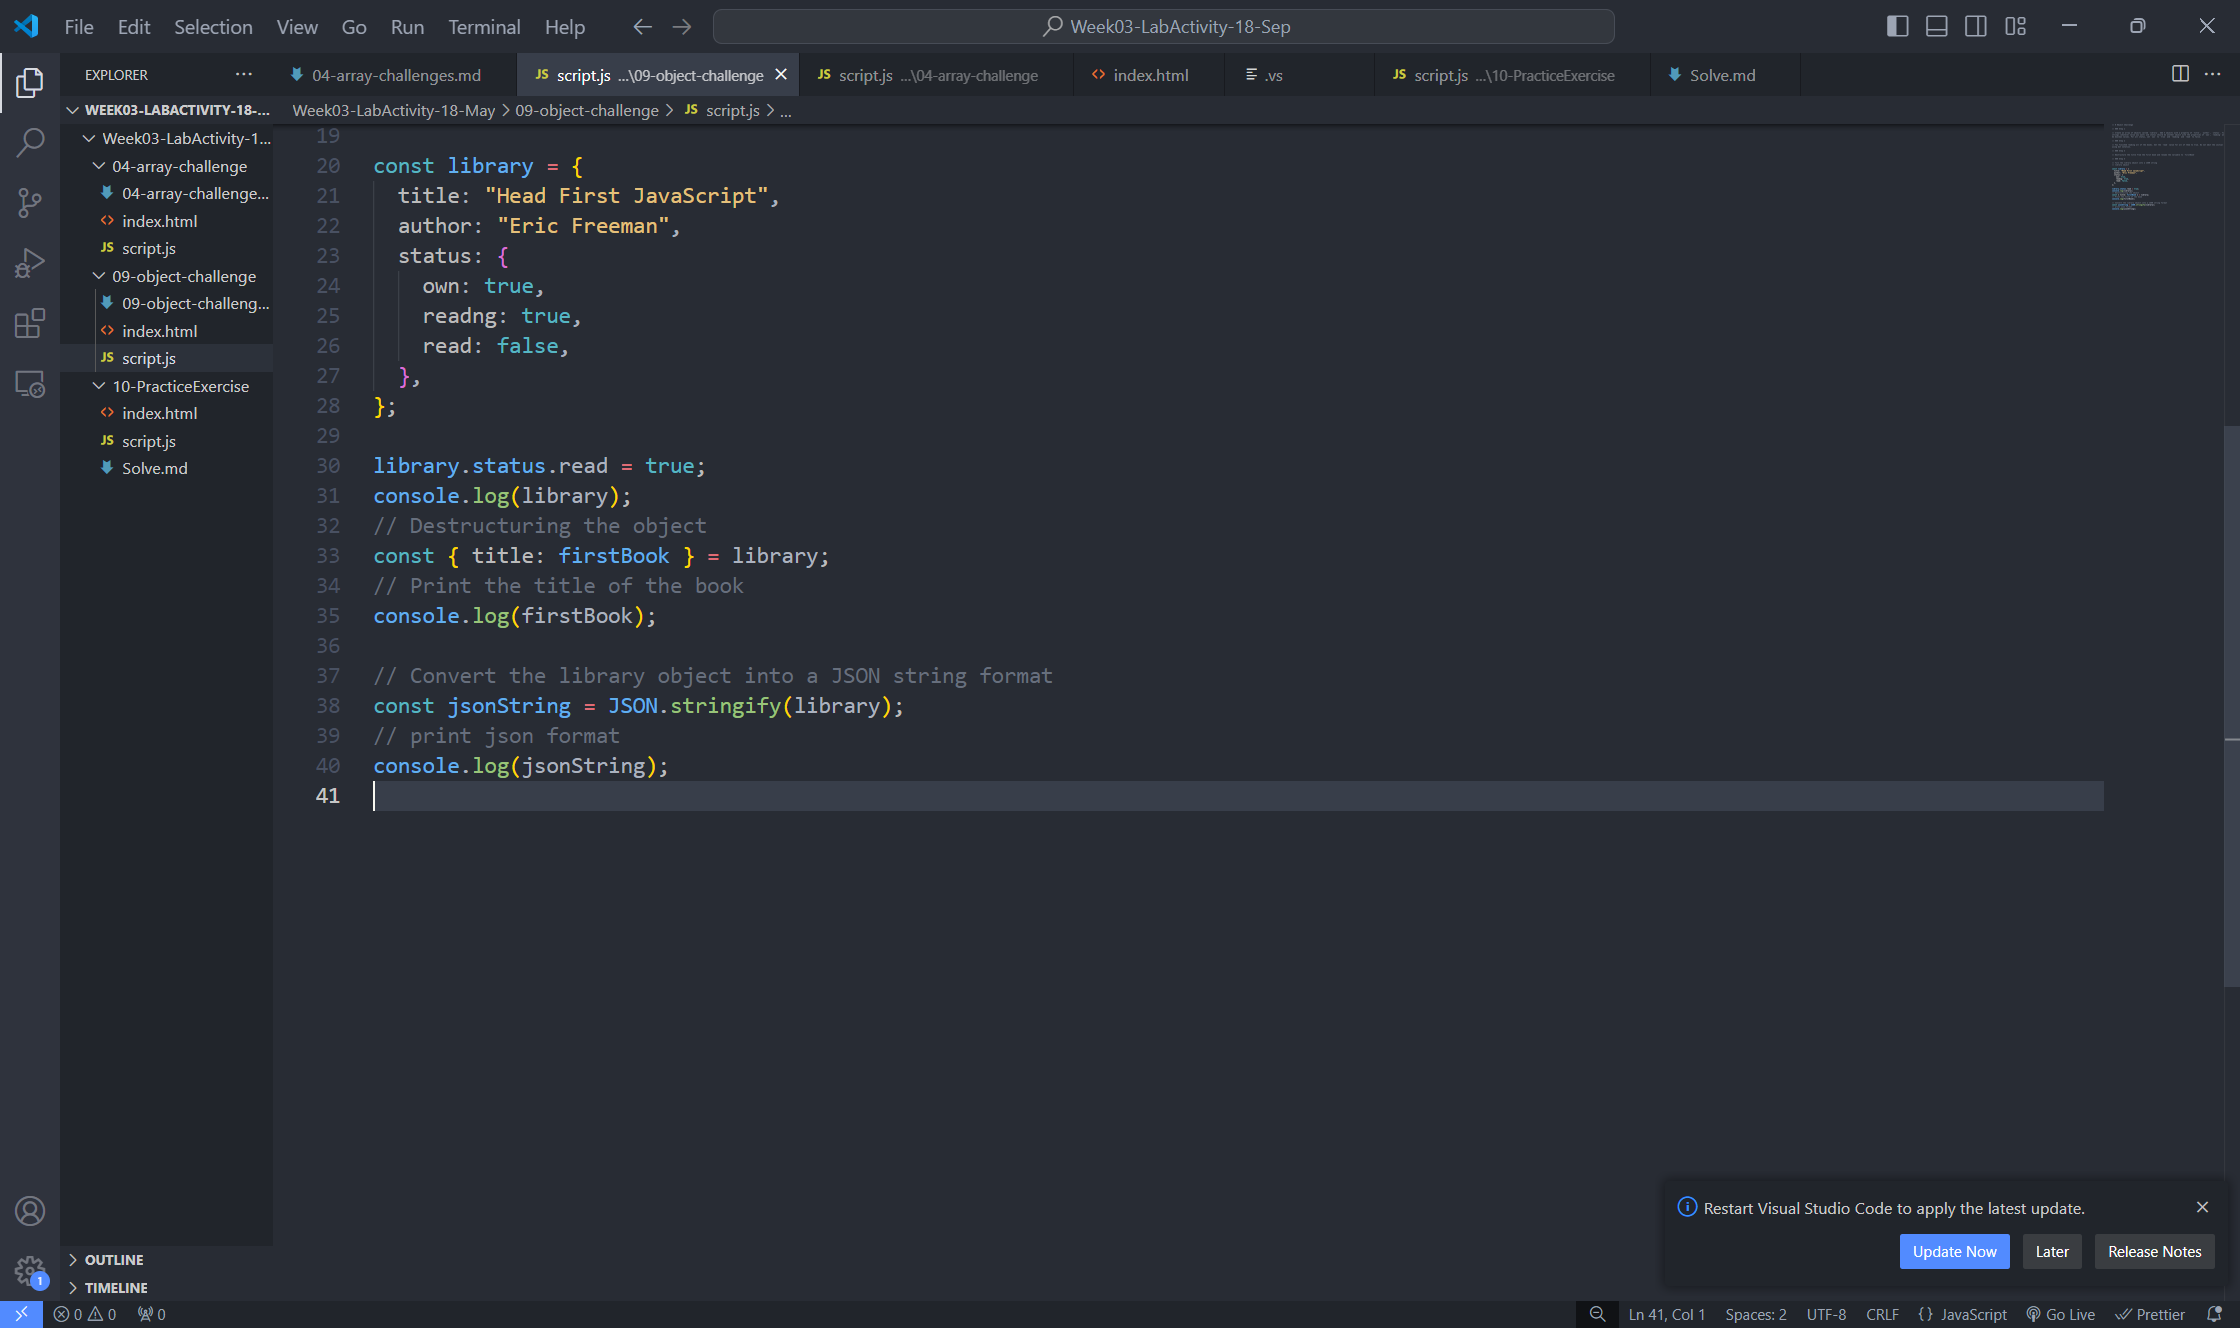 File Edit Selection View Go Run Terminal Help
Week03-LabActivity-18-Sep
EXPLORER
04-array-challenges.md
script.js ...\09-object-challenge
script.js ...\04-array-challenge
index.html
.vs
script.js ...\10-PracticeExercise
Solve.md
WEEK03-LABACTIVITY-18-...
Week03-LabActivity-1...
04-array-challenge
04-array-challenge...
index.html
JS script.js
09-object-challenge
09-object-challeng...
index.html
JS script.js
10-PracticeExercise
index.html
JS script.js
Solve.md
OUTLINE
TIMELINE
Week03-LabActivity-18-May > 09-object-challenge > JS script.js > ...
19
20 const library = {
21 title: "Head First JavaScript",
22 author: "Eric Freeman",
23 status: {
24 own: true,
25 readng: true,
26 read: false,
27 },
28 };
29
30 library.status.read = true;
31 console.log(library);
32 // Destructuring the object
33 const { title: firstBook } = library;
34 // Print the title of the book
35 console.log(firstBook);
36
37 // Convert the library object into a JSON string format
38 const jsonString = JSON.stringify(library);
39 // print json format
40 console.log(jsonString);
41
Restart Visual Studio Code to apply the latest update.
Update Now Later Release Notes
1
0 0 0
Ln 41, Col 1 Spaces: 2 UTF-8 CRLF {} JavaScript Go Live Prettier